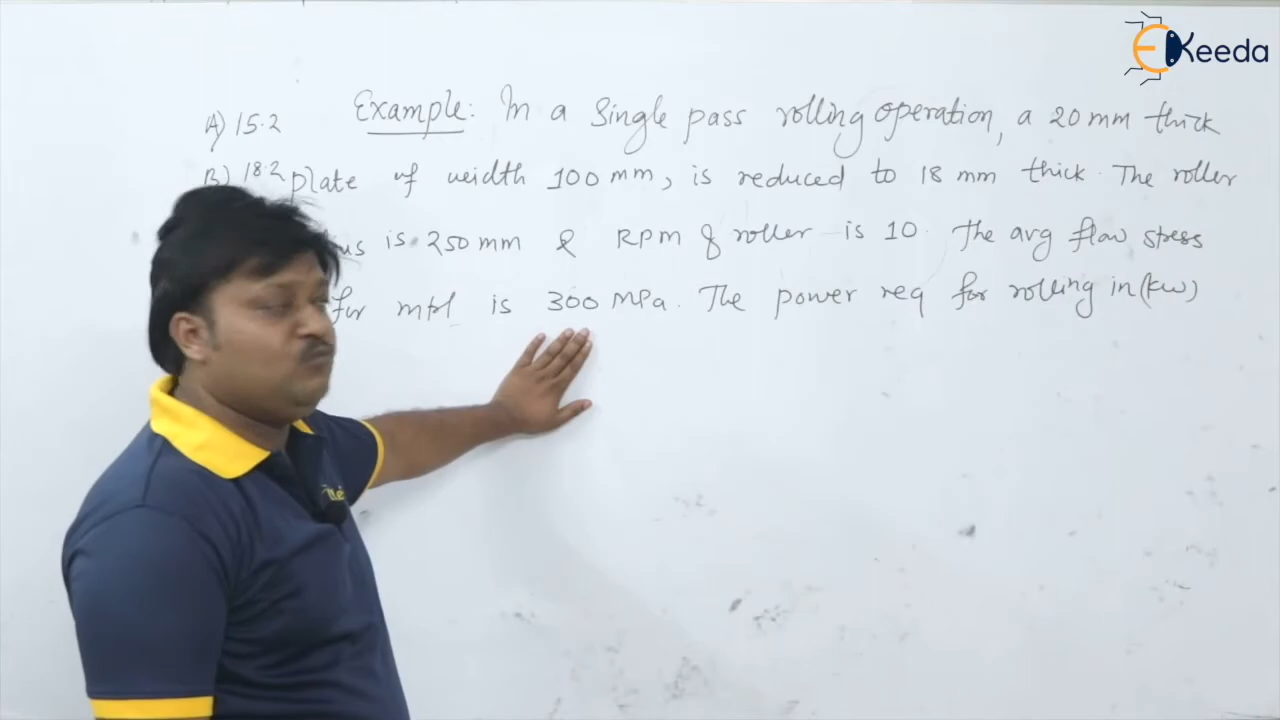 EKeeda
A) 15.2
Example: In a single pass rolling operation, a 20 mm thick
B) 18.2
plate of width 100 mm, is reduced to 18 mm thick. The roller
us is 250 mm & RPM of roller is 10. The avg flow stress
for mtl is 300 MPa. The power req for rolling in (kw)